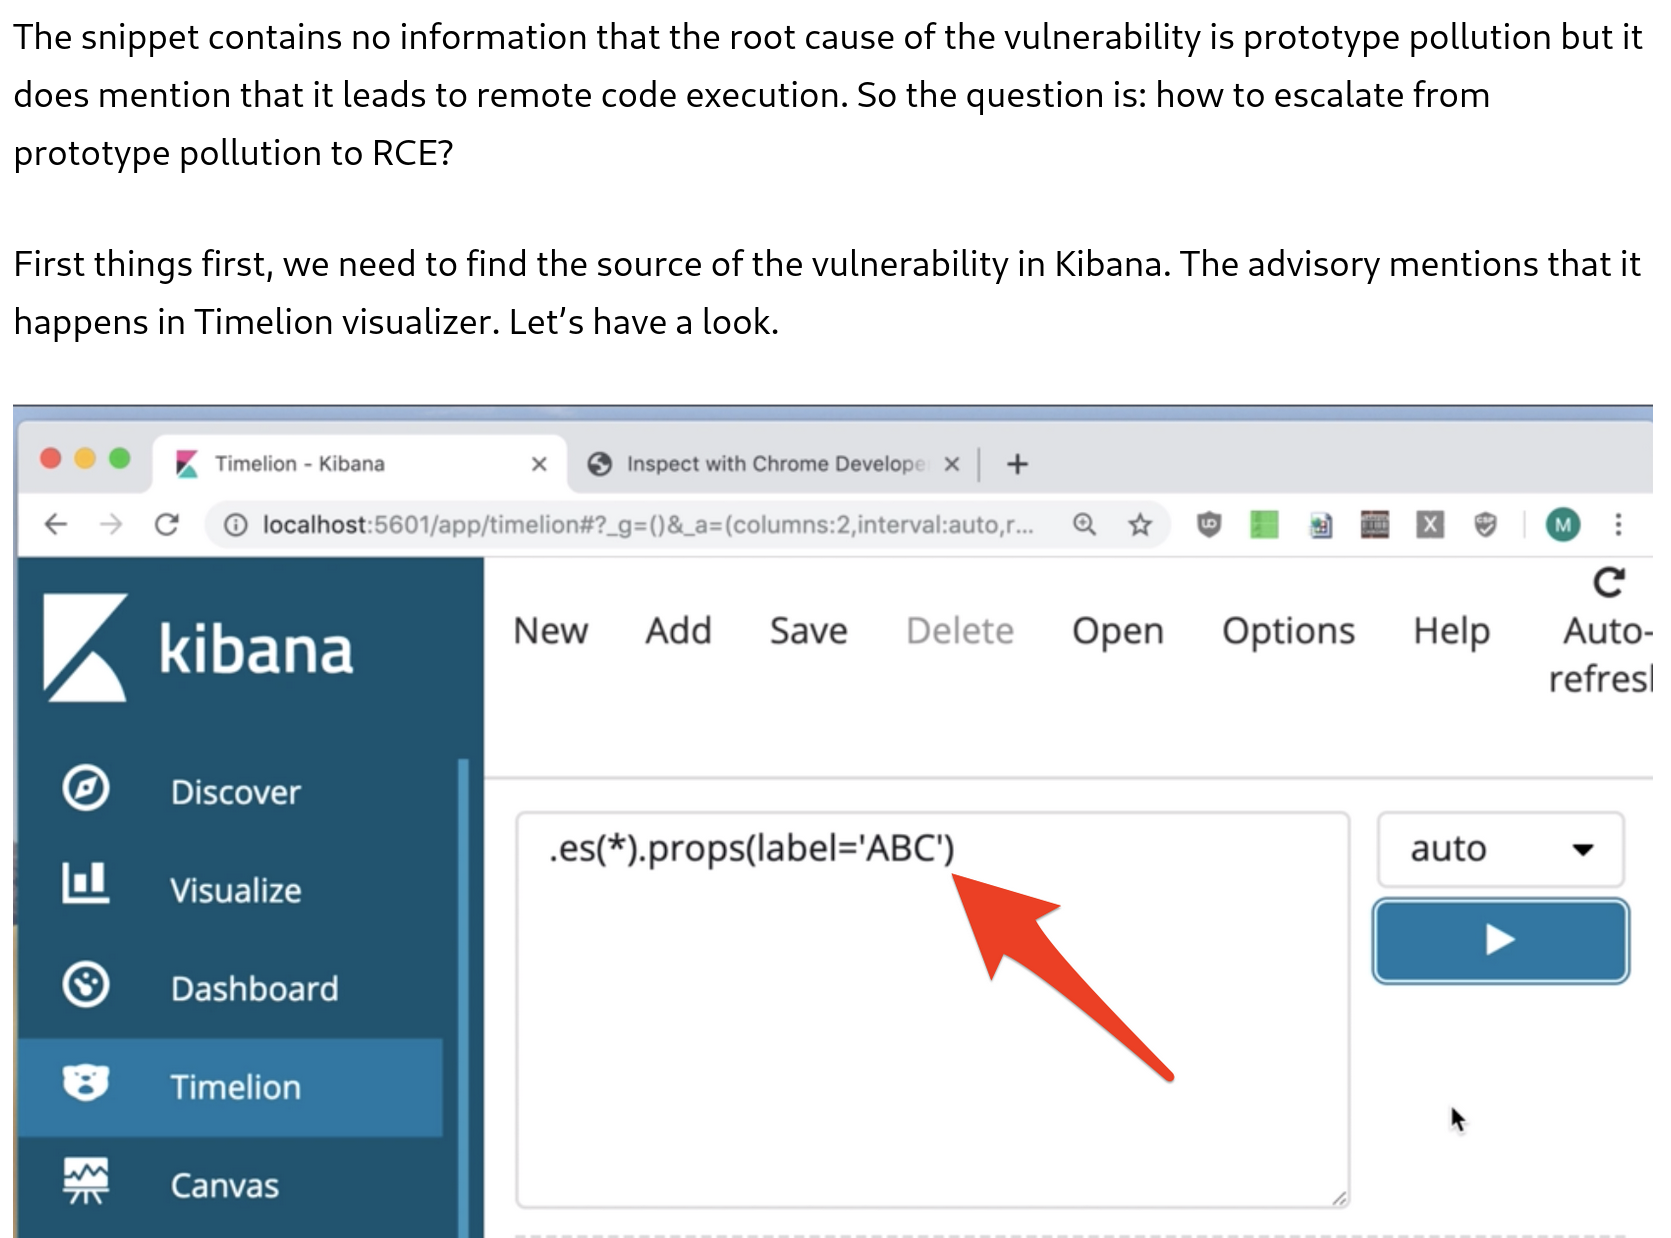 The snippet contains no information that the root cause of the vulnerability is prototype pollution but it
does mention that it leads to remote code execution. So the question is: how to escalate from
prototype pollution to RCE?
First things first, we need to find the source of the vulnerability in Kibana. The advisory mentions that it
happens in Timelion visualizer. Let’s have a look.
Timelion - Kibana
Inspect with Chrome Develope
localhost:5601/app/timelion#?_g=()&_a=(columns:2,interval:auto,r...
M
kibana
New Add Save Delete Open Options Help Auto-
refresh
Discover
.es(*).props(label='ABC')
auto
Visualize
Dashboard
Timelion
Canvas